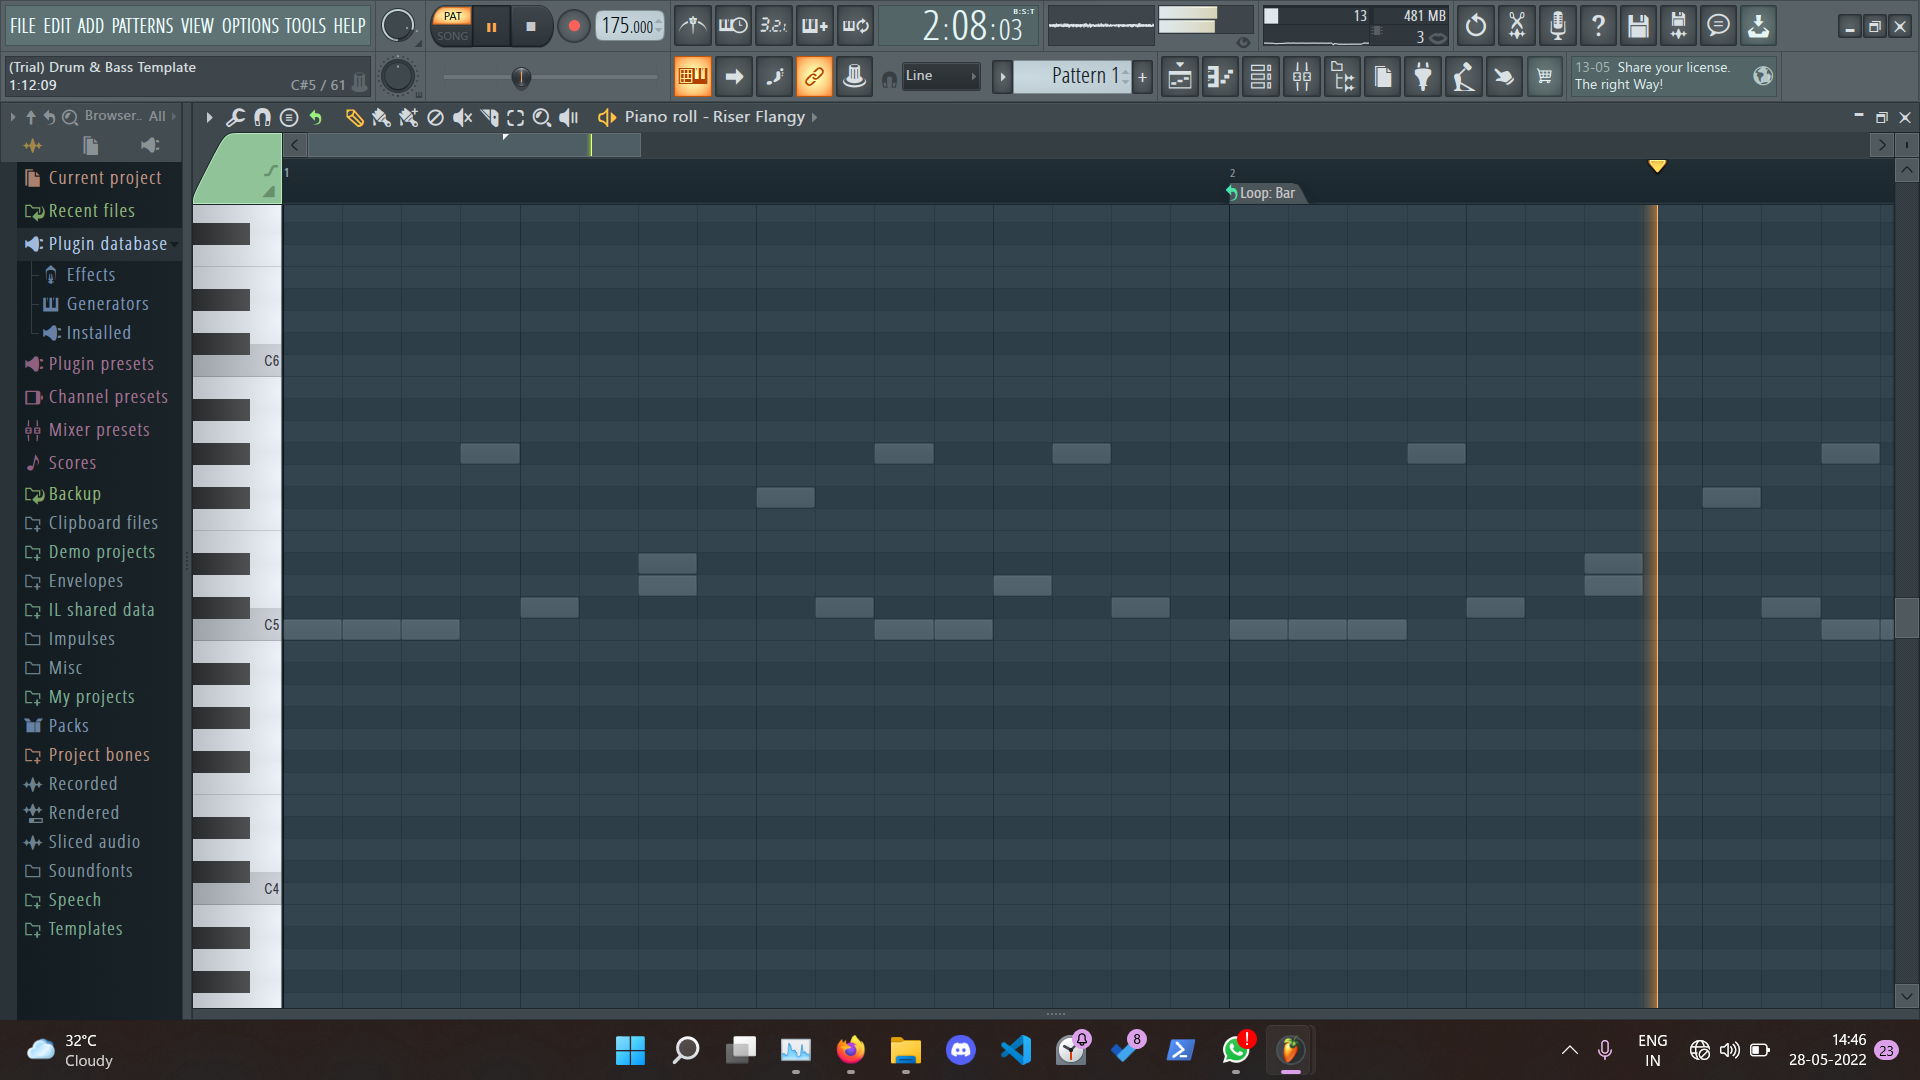 FILE EDIT ADD PATTERNS VIEW OPTIONS TOOLS HELP
PAT
SONG
175.000
3.2.1
2:08:03
B:S:T
13
481 MB
3
(Trial) Drum & Bass Template
1:12:09
C#5 / 61
Line
Pattern 1
13-05 Share your license.
The right Way!
Browser.. All
Piano roll - Riser Flangy
Current project
Recent files
Plugin database
Effects
Generators
Installed
Plugin presets
Channel presets
Mixer presets
Scores
Backup
Clipboard files
Demo projects
Envelopes
IL shared data
Impulses
Misc
My projects
Packs
Project bones
Recorded
Rendered
Sliced audio
Soundfonts
Speech
Templates
1
2
Loop: Bar
C6
C5
C4
32°C
Cloudy
8
ENG
IN
14:46
28-05-2022
23